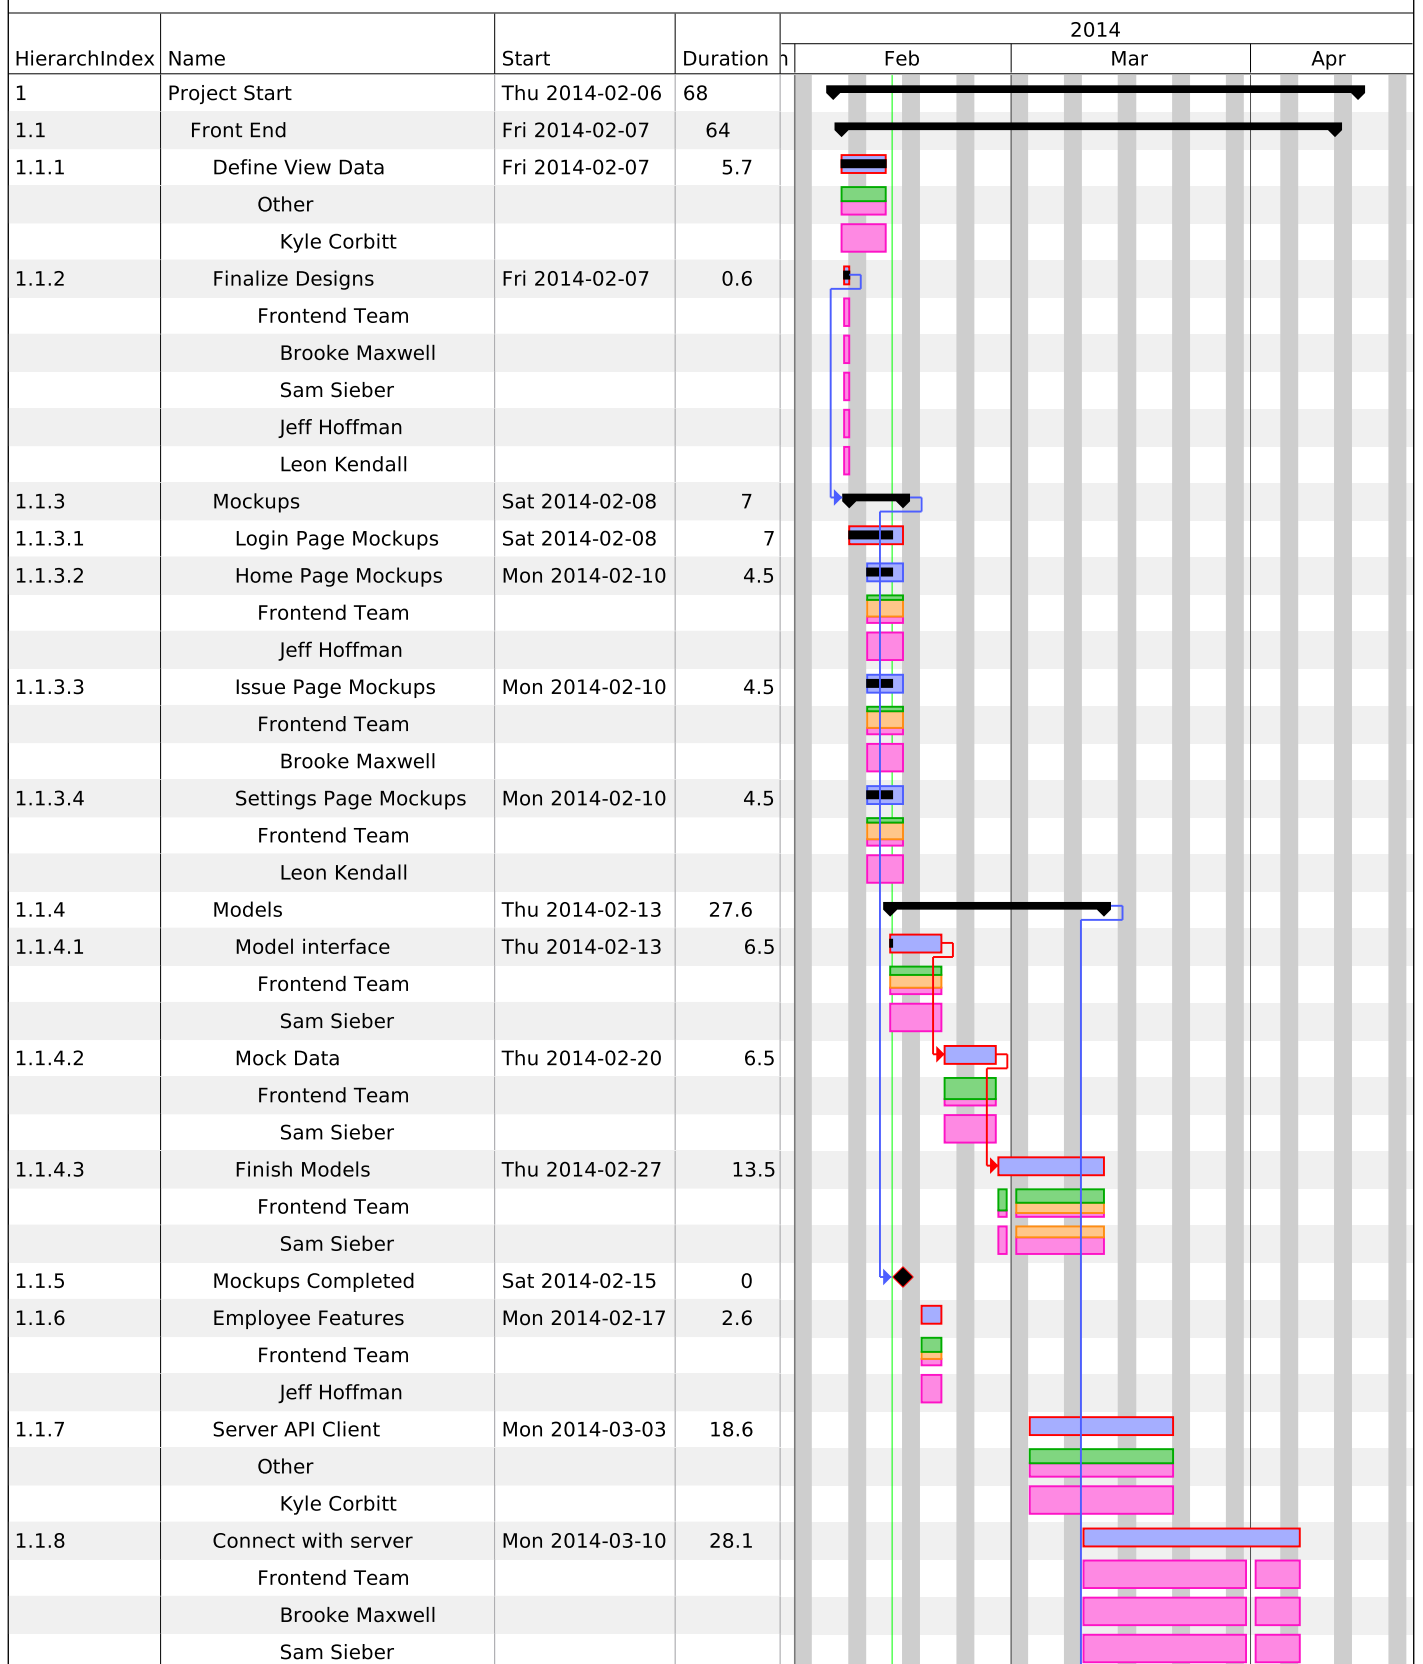 2014
HierarchIndex Name Start Duration n Feb Mar Apr
1 Project Start Thu 2014-02-06 68
1.1 Front End Fri 2014-02-07 64
1.1.1 Define View Data Fri 2014-02-07 5.7
Other
Kyle Corbitt
1.1.2 Finalize Designs Fri 2014-02-07 0.6
Frontend Team
Brooke Maxwell
Sam Sieber
Jeff Hoffman
Leon Kendall
1.1.3 Mockups Sat 2014-02-08 7
1.1.3.1 Login Page Mockups Sat 2014-02-08 7
1.1.3.2 Home Page Mockups Mon 2014-02-10 4.5
Frontend Team
Jeff Hoffman
1.1.3.3 Issue Page Mockups Mon 2014-02-10 4.5
Frontend Team
Brooke Maxwell
1.1.3.4 Settings Page Mockups Mon 2014-02-10 4.5
Frontend Team
Leon Kendall
1.1.4 Models Thu 2014-02-13 27.6
1.1.4.1 Model interface Thu 2014-02-13 6.5
Frontend Team
Sam Sieber
1.1.4.2 Mock Data Thu 2014-02-20 6.5
Frontend Team
Sam Sieber
1.1.4.3 Finish Models Thu 2014-02-27 13.5
Frontend Team
Sam Sieber
1.1.5 Mockups Completed Sat 2014-02-15 0
1.1.6 Employee Features Mon 2014-02-17 2.6
Frontend Team
Jeff Hoffman
1.1.7 Server API Client Mon 2014-03-03 18.6
Other
Kyle Corbitt
1.1.8 Connect with server Mon 2014-03-10 28.1
Frontend Team
Brooke Maxwell
Sam Sieber